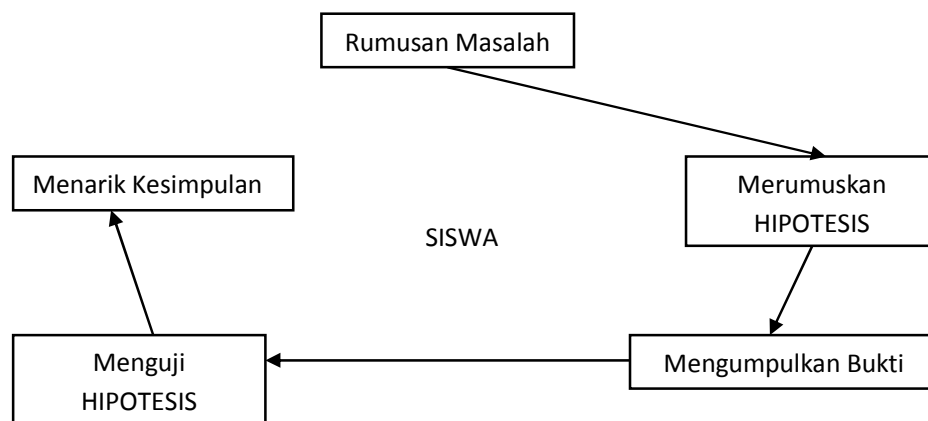 Rumusan Masalah
Menarik Kesimpulan
Merumuskan
HIPOTESIS
SISWA
Menguji
HIPOTESIS
Mengumpulkan Bukti